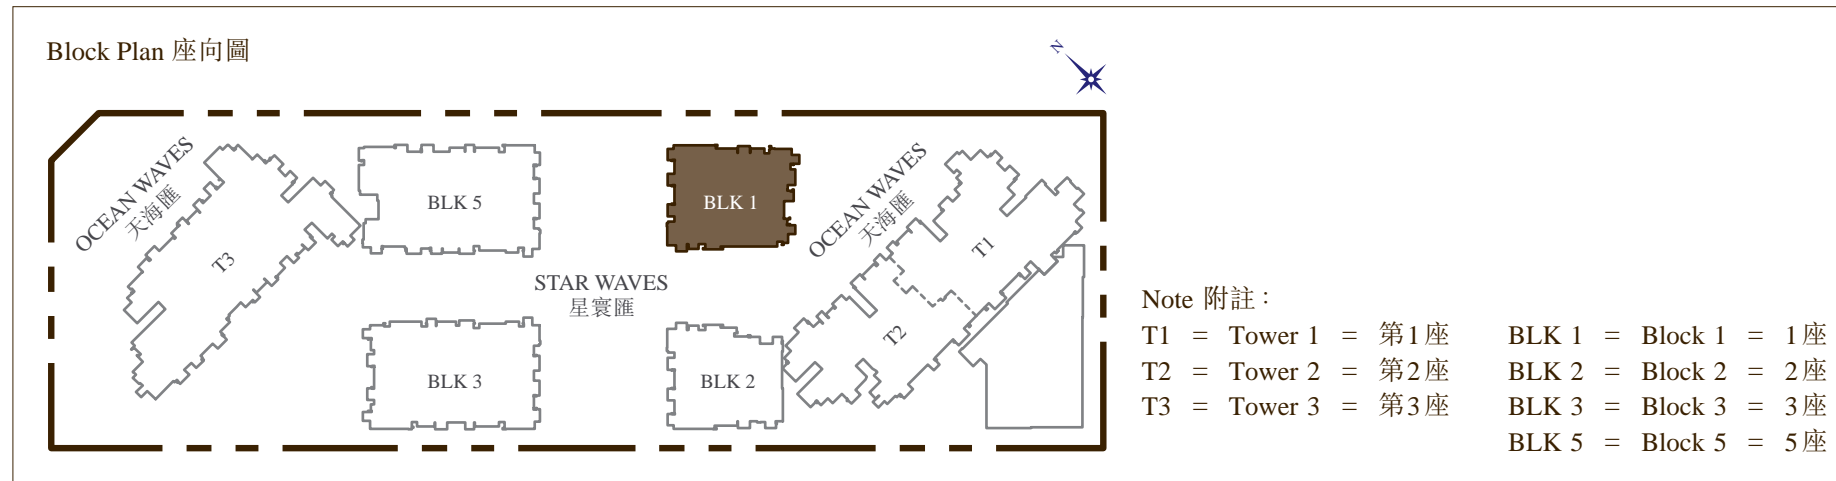 Block Plan 座向圖
N
OCEAN WAVES
天海匯
T3
BLK 5
BLK 1
OCEAN WAVES
天海匯
T1
STAR WAVES
星寰匯
BLK 3
BLK 2
T2
Note 附註：
T1 = Tower 1 = 第1座 BLK 1 = Block 1 = 1座
T2 = Tower 2 = 第2座 BLK 2 = Block 2 = 2座
T3 = Tower 3 = 第3座 BLK 3 = Block 3 = 3座
BLK 5 = Block 5 = 5座